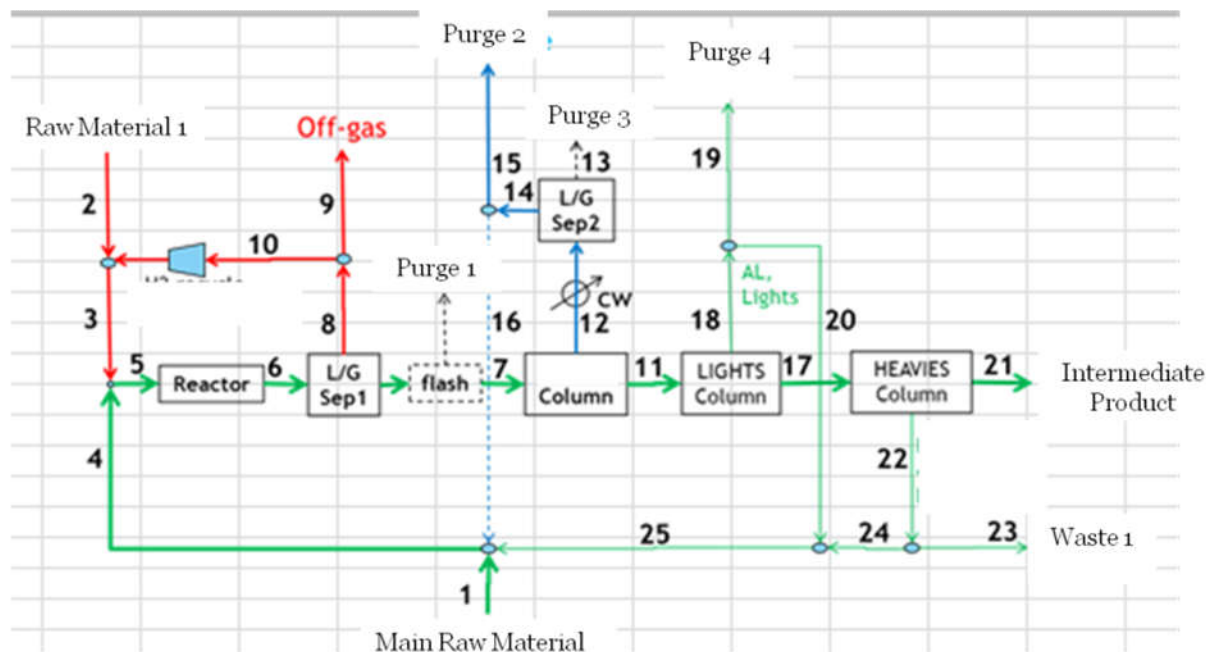 Purge 2
Purge 4
Purge 3
Raw Material 1
Off-gas
15
13
19
14
L/G
Sep2
2
9
10
Purge 1
AL,
Lights
CW
3
8
16
12
18
20
5
6
7
11
17
21
Reactor
L/G
Sep1
flash
Column
LIGHTS
Column
HEAVIES
Column
Intermediate
Product
4
22
25
24
23
Waste 1
1
Main Raw Material